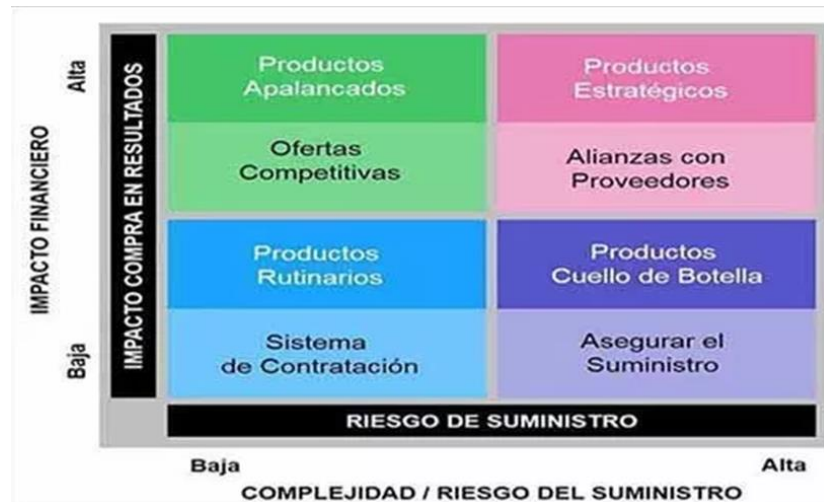 IMPACTO FINANCIERO
Alta
Baja
IMPACTO COMPRA EN RESULTADOS
Productos
Apalancados
Ofertas
Competitivas
Productos
Estratégicos
Alianzas con
Proveedores
Productos
Rutinarios
Sistema
de Contratación
Productos
Cuello de Botella
Asegurar el
Suministro
RIESGO DE SUMINISTRO
Baja
Alta
COMPLEJIDAD / RIESGO DEL SUMINISTRO